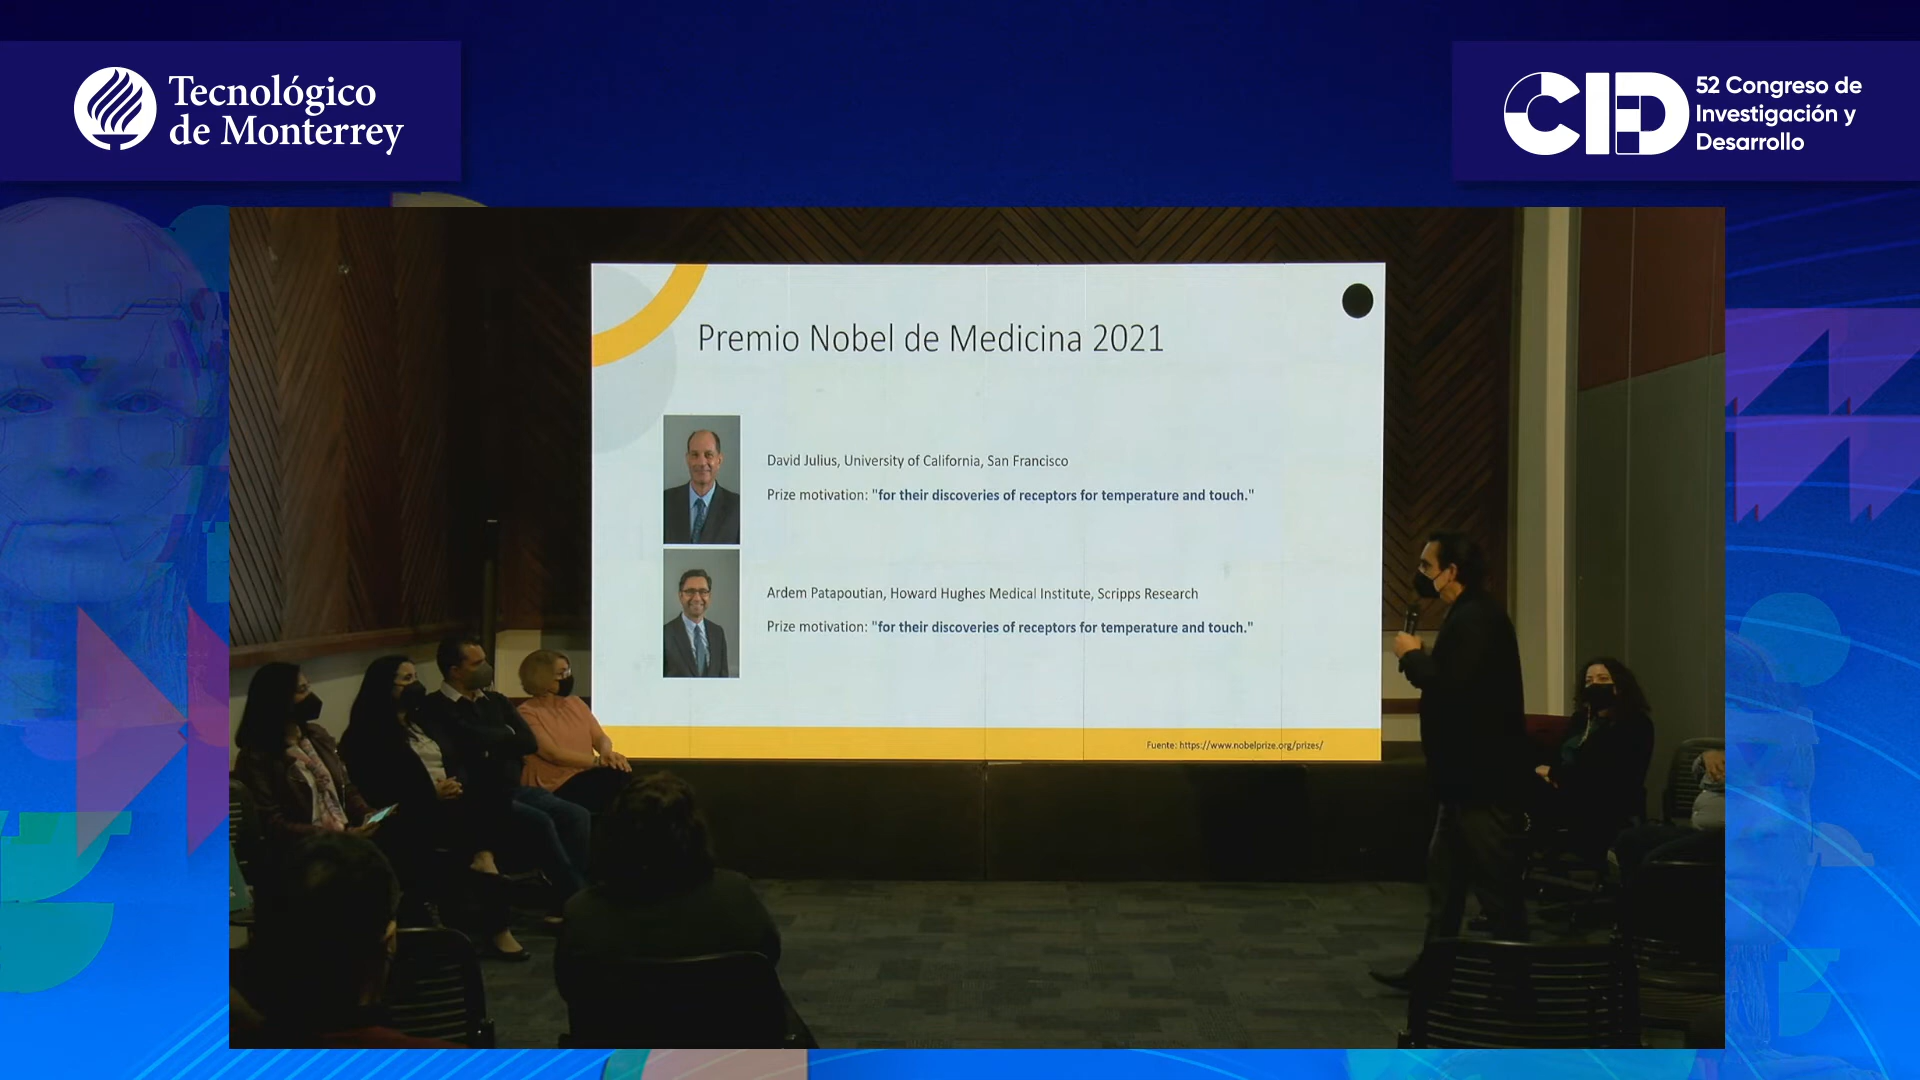 Tecnológico
de Monterrey
CID
52 Congreso de
Investigación y
Desarrollo
Premio Nobel de Medicina 2021
David Julius, University of California, San Francisco
Prize motivation: "for their discoveries of receptors for temperature and touch."
Ardem Patapoutian, Howard Hughes Medical Institute, Scripps Research
Prize motivation: "for their discoveries of receptors for temperature and touch."
Fuente: https://www.nobelprize.org/prizes/